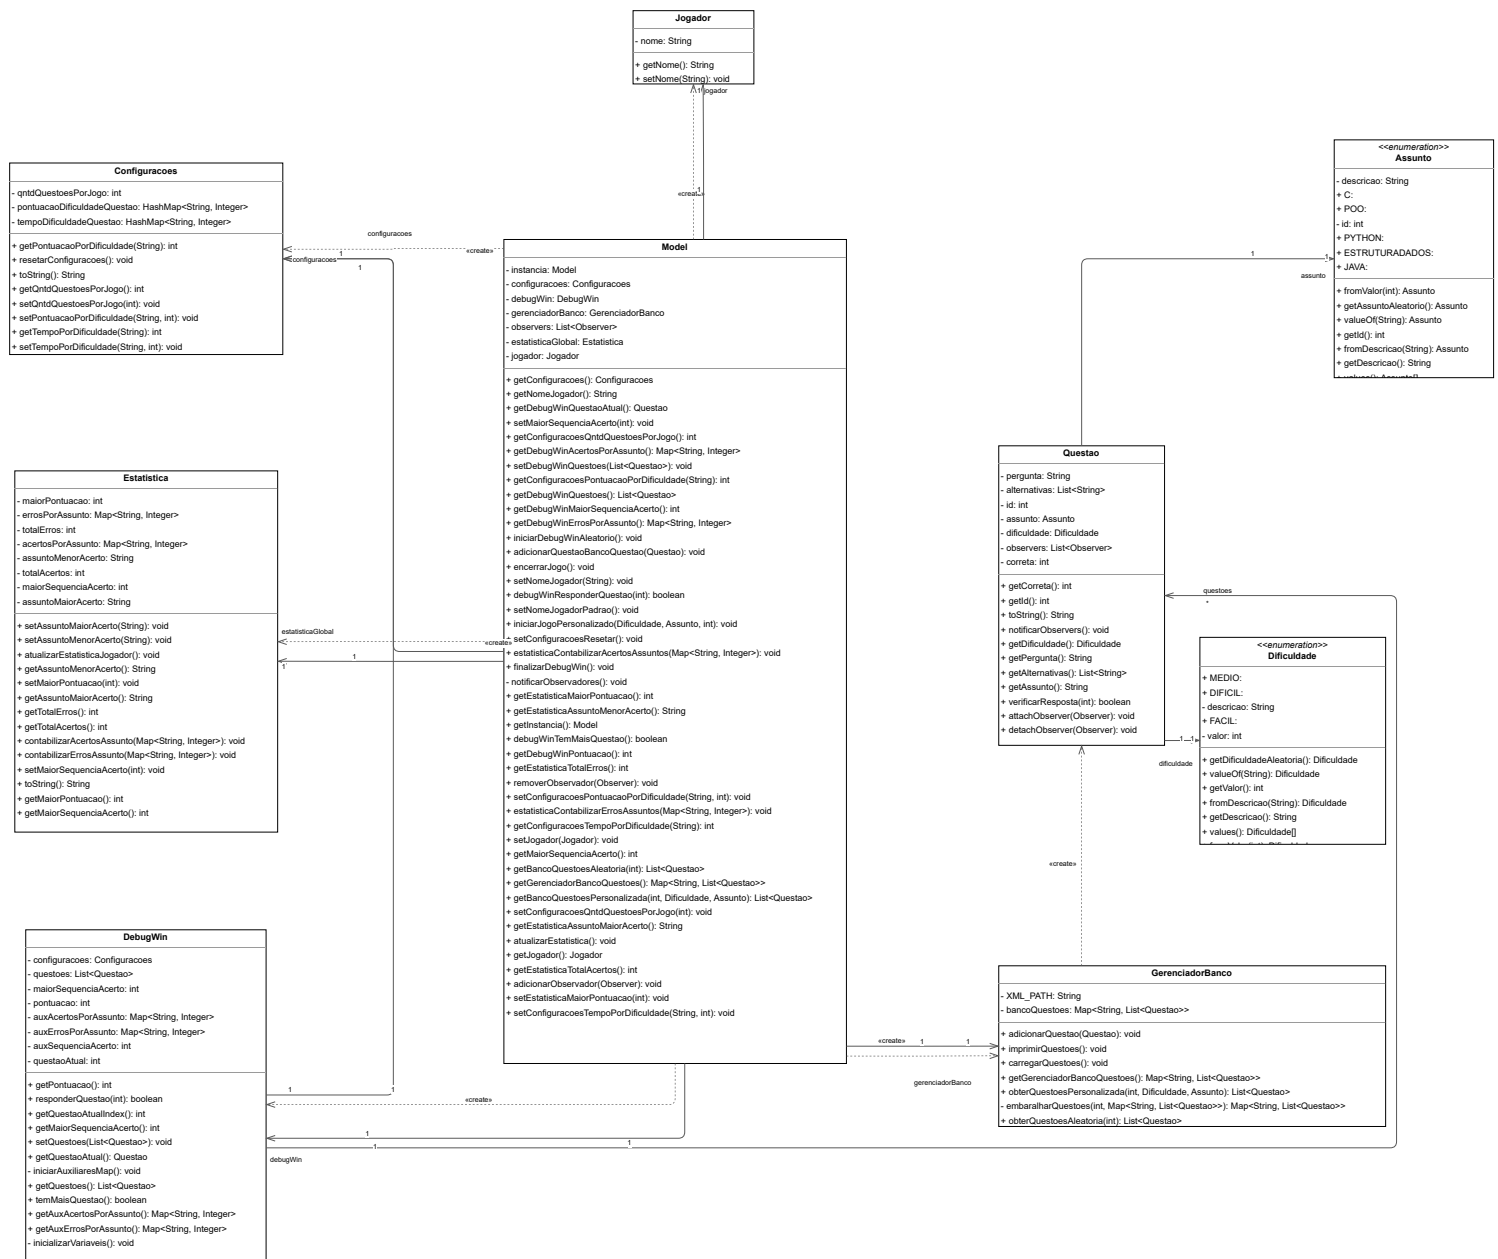 Jogador
- nome: String
+ getNome(): String
+ setNome(String): void
1 jogador
«create»
1
Configuracoes
- qntdQuestoesPorJogo: int
- pontuacaoDificuldadeQuestao: HashMap<String, Integer>
- tempoDificuldadeQuestao: HashMap<String, Integer>
+ getPontuacaoPorDificuldade(String): int
+ resetarConfiguracoes(): void
+ toString(): String
+ getQntdQuestoesPorJogo(): int
+ setQntdQuestoesPorJogo(int): void
+ setPontuacaoPorDificuldade(String, int): void
+ getTempoPorDificuldade(String): int
+ setTempoPorDificuldade(String, int): void
configuracoes
«create»
1
configuracoes
1
Model
- instancia: Model
- configuracoes: Configuracoes
- debugWin: DebugWin
- gerenciadorBanco: GerenciadorBanco
- observers: List<Observer>
- estatisticaGlobal: Estatistica
- jogador: Jogador
+ getConfiguracoes(): Configuracoes
+ getNomeJogador(): String
+ getDebugWinQuestaoAtual(): Questao
+ setMaiorSequenciaAcerto(int): void
+ getConfiguracoesQntdQuestoesPorJogo(): int
+ getDebugWinAcertosPorAssunto(): Map<String, Integer>
+ setDebugWinQuestoes(List<Questao>): void
+ getConfiguracoesPontuacaoPorDificuldade(String): int
+ getDebugWinQuestoes(): List<Questao>
+ getDebugWinMaiorSequenciaAcerto(): int
+ getDebugWinErrosPorAssunto(): Map<String, Integer>
+ iniciarDebugWinAleatorio(): void
+ adicionarQuestaoBancoQuestao(Questao): void
+ encerrarJogo(): void
+ setNomeJogador(String): void
+ debugWinResponderQuestao(int): boolean
+ setNomeJogadorPadrao(): void
+ iniciarJogoPersonalizado(Dificuldade, Assunto, int): void
+ setConfiguracoesResetar(): void
+ estatisticaContabilizarAcertosAssuntos(Map<String, Integer>): void
+ finalizarDebugWin(): void
- notificarObservadores(): void
+ getEstatisticaMaiorPontuacao(): int
+ getEstatisticaAssuntoMenorAcerto(): String
+ getInstancia(): Model
+ debugWinTemMaisQuestao(): boolean
+ getDebugWinPontuacao(): int
+ getEstatisticaTotalErros(): int
+ removerObservador(Observer): void
+ setConfiguracoesPontuacaoPorDificuldade(String, int): void
+ estatisticaContabilizarErrosAssuntos(Map<String, Integer>): void
+ getConfiguracoesTempoPorDificuldade(String): int
+ setJogador(Jogador): void
+ getMaiorSequenciaAcerto(): int
+ getBancoQuestoesAleatoria(int): List<Questao>
+ getGerenciadorBancoQuestoes(): Map<String, List<Questao>>
+ getBancoQuestoesPersonalizada(int, Dificuldade, Assunto): List<Questao>
+ setConfiguracoesQntdQuestoesPorJogo(int): void
+ getEstatisticaAssuntoMaiorAcerto(): String
+ atualizarEstatistica(): void
+ getJogador(): Jogador
+ getEstatisticaTotalAcertos(): int
+ adicionarObservador(Observer): void
+ setEstatisticaMaiorPontuacao(int): void
+ setConfiguracoesTempoPorDificuldade(String, int): void
<<enumeration>>
Assunto
- descricao: String
+ C:
+ POO:
- id: int
+ PYTHON:
+ ESTRUTURADADOS:
+ JAVA:
+ fromValor(int): Assunto
+ getAssuntoAleatorio(): Assunto
+ valueOf(String): Assunto
+ getId(): int
+ fromDescricao(String): Assunto
+ getDescricao(): String
1
1
assunto
Estatistica
- maiorPontuacao: int
- errosPorAssunto: Map<String, Integer>
- totalErros: int
- acertosPorAssunto: Map<String, Integer>
- assuntoMenorAcerto: String
- totalAcertos: int
- maiorSequenciaAcerto: int
- assuntoMaiorAcerto: String
+ setAssuntoMaiorAcerto(String): void
+ setAssuntoMenorAcerto(String): void
+ atualizarEstatisticaJogador(): void
+ getAssuntoMenorAcerto(): String
+ setMaiorPontuacao(int): void
+ getAssuntoMaiorAcerto(): String
+ getTotalErros(): int
+ getTotalAcertos(): int
+ contabilizarAcertosAssunto(Map<String, Integer>): void
+ contabilizarErrosAssunto(Map<String, Integer>): void
+ setMaiorSequenciaAcerto(int): void
+ toString(): String
+ getMaiorPontuacao(): int
+ getMaiorSequenciaAcerto(): int
estatisticaGlobal
«create»
1
1
Questao
- pergunta: String
- alternativas: List<String>
- id: int
- assunto: Assunto
- dificuldade: Dificuldade
- observers: List<Observer>
- correta: int
+ getCorreta(): int
+ getId(): int
+ toString(): String
+ notificarObservers(): void
+ getDificuldade(): Dificuldade
+ getPergunta(): String
+ getAlternativas(): List<String>
+ getAssunto(): String
+ verificarResposta(int): boolean
+ attachObserver(Observer): void
+ detachObserver(Observer): void
questoes
*
<<enumeration>>
Dificuldade
+ MEDIO:
+ DIFICIL:
- descricao: String
+ FACIL:
- valor: int
+ getDificuldadeAleatoria(): Dificuldade
+ valueOf(String): Dificuldade
+ getValor(): int
+ fromDescricao(String): Dificuldade
+ getDescricao(): String
+ values(): Dificuldade[]
1
1
dificuldade
«create»
DebugWin
- configuracoes: Configuracoes
- questoes: List<Questao>
- maiorSequenciaAcerto: int
- pontuacao: int
- auxAcertosPorAssunto: Map<String, Integer>
- auxErrosPorAssunto: Map<String, Integer>
- auxSequenciaAcerto: int
- questaoAtual: int
+ getPontuacao(): int
+ responderQuestao(int): boolean
+ getQuestaoAtualIndex(): int
+ getMaiorSequenciaAcerto(): int
+ setQuestoes(List<Questao>): void
+ getQuestaoAtual(): Questao
- iniciarAuxiliaresMap(): void
+ getQuestoes(): List<Questao>
+ temMaisQuestao(): boolean
+ getAuxAcertosPorAssunto(): Map<String, Integer>
+ getAuxErrosPorAssunto(): Map<String, Integer>
- inicializarVariaveis(): void
1
1
«create»
1
1
1
debugWin
GerenciadorBanco
- XML_PATH: String
- bancoQuestoes: Map<String, List<Questao>>
+ adicionarQuestao(Questao): void
+ imprimirQuestoes(): void
+ carregarQuestoes(): void
+ getGerenciadorBancoQuestoes(): Map<String, List<Questao>>
+ obterQuestoesPersonalizada(int, Dificuldade, Assunto): List<Questao>
- embaralharQuestoes(int, Map<String, List<Questao>>): Map<String, List<Questao>>
+ obterQuestoesAleatoria(int): List<Questao>
«create»
1
1
gerenciadorBanco